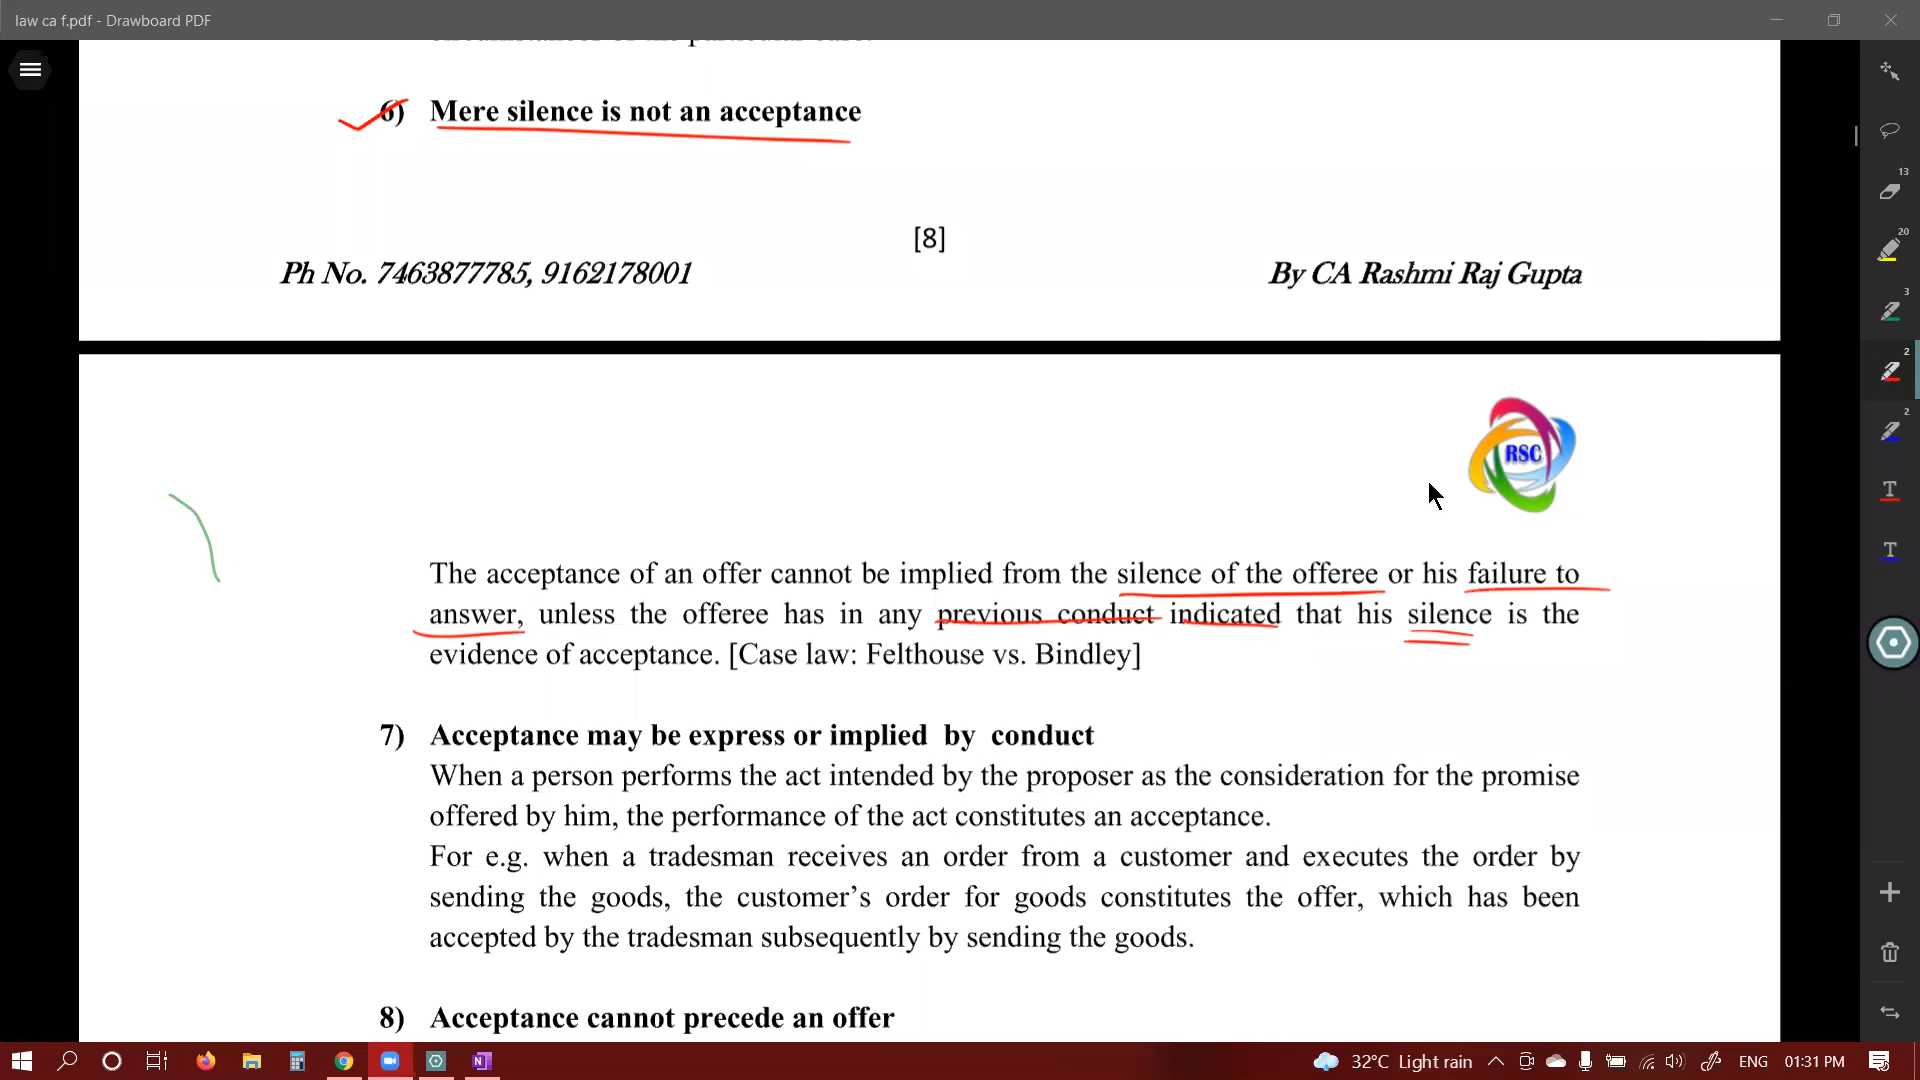 law ca f.pdf - Drawboard PDF
6) Mere silence is not an acceptance
[8]
Ph No. 7463877785, 9162178001 By CA Rashmi Raj Gupta
RSC
The acceptance of an offer cannot be implied from the silence of the offeree or his failure to
answer, unless the offeree has in any previous conduct indicated that his silence is the
evidence of acceptance. [Case law: Felthouse vs. Bindley]
7) Acceptance may be express or implied by conduct
When a person performs the act intended by the proposer as the consideration for the promise
offered by him, the performance of the act constitutes an acceptance.
For e.g. when a tradesman receives an order from a customer and executes the order by
sending the goods, the customer’s order for goods constitutes the offer, which has been
accepted by the tradesman subsequently by sending the goods.
8) Acceptance cannot precede an offer
13
20
3
2
2
T
T
32°C Light rain ENG 01:31 PM